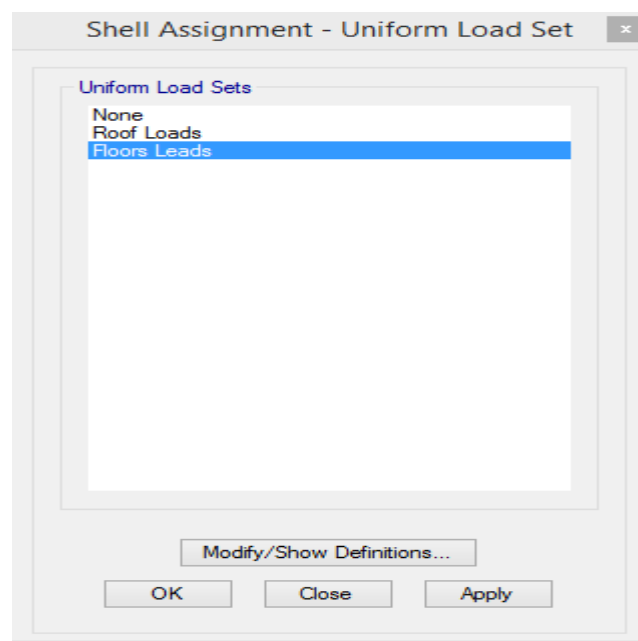 Shell Assignment - Uniform Load Set
x
Uniform Load Sets
None
Roof Loads
Floors Leads
Modify/Show Definitions...
OK Close Apply